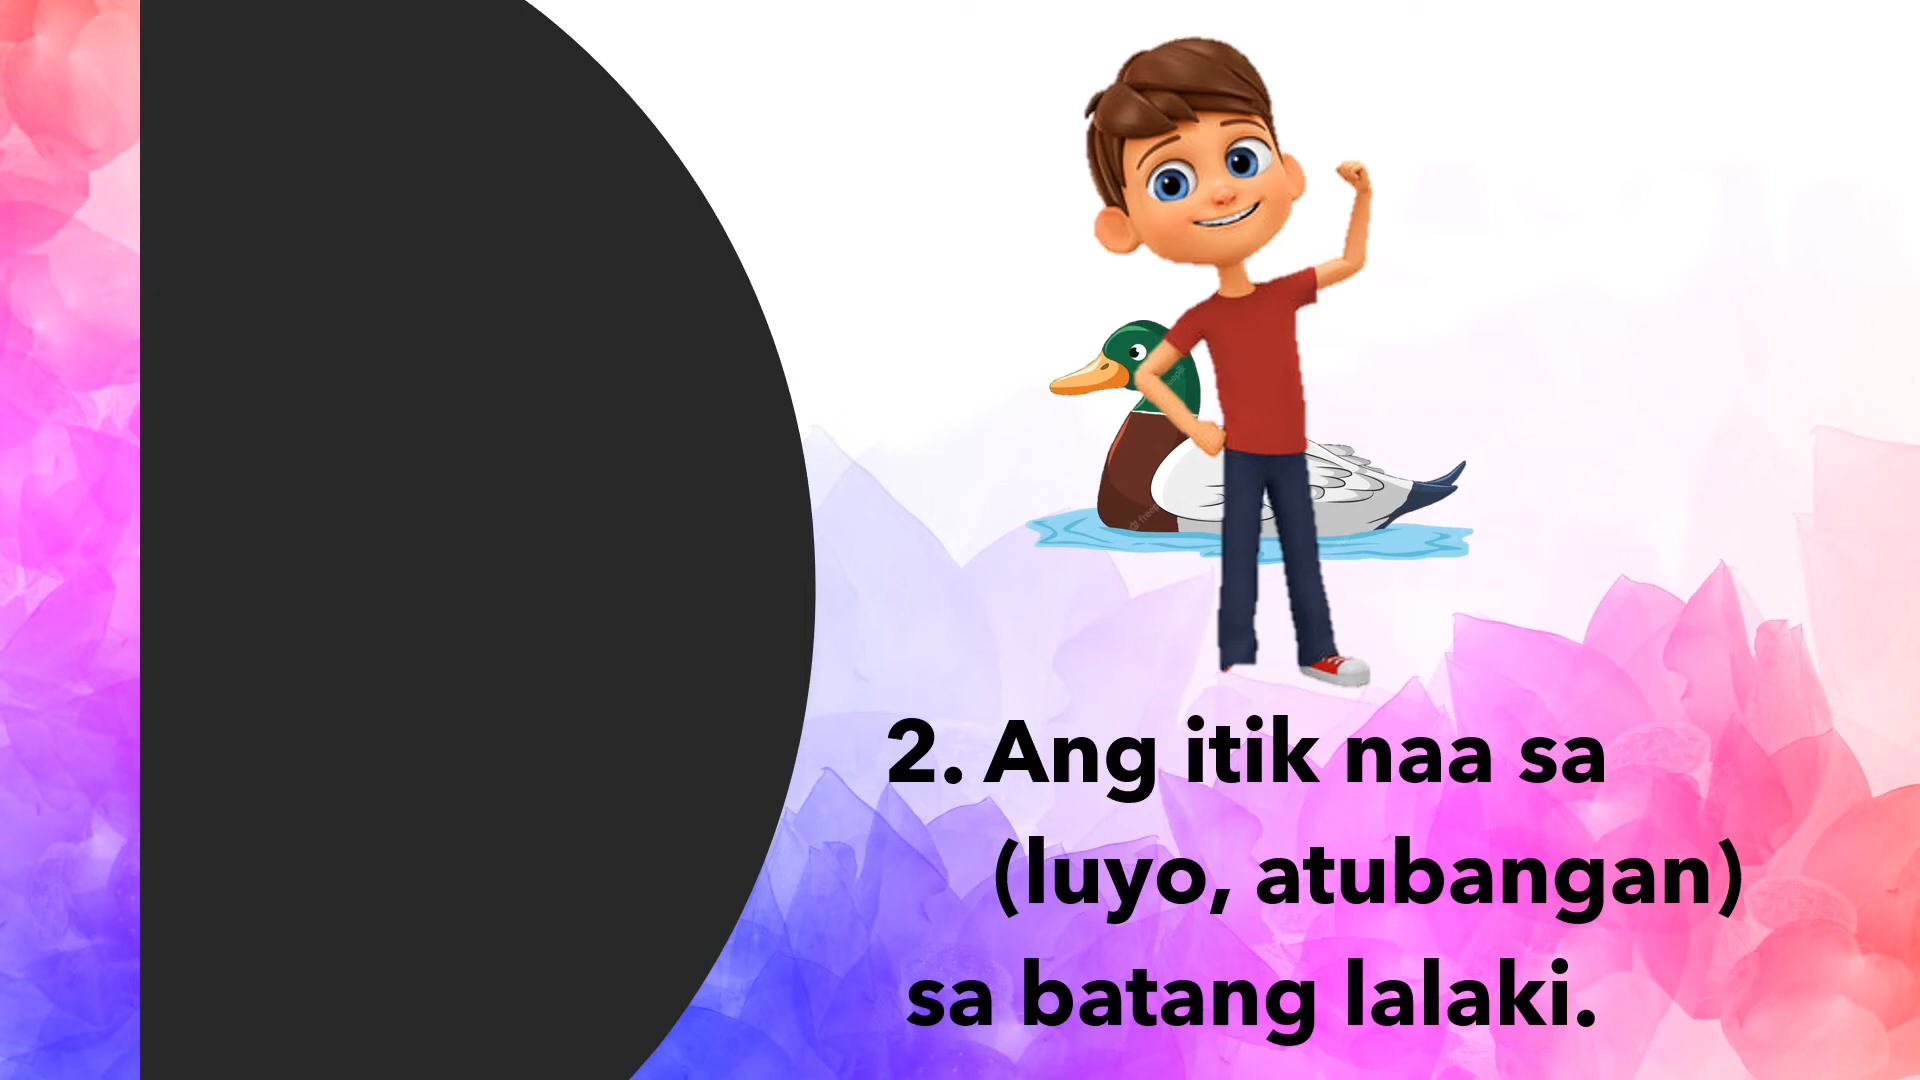 2. Ang itik naa sa
(luyo, atubangan)
sa batang lalaki.